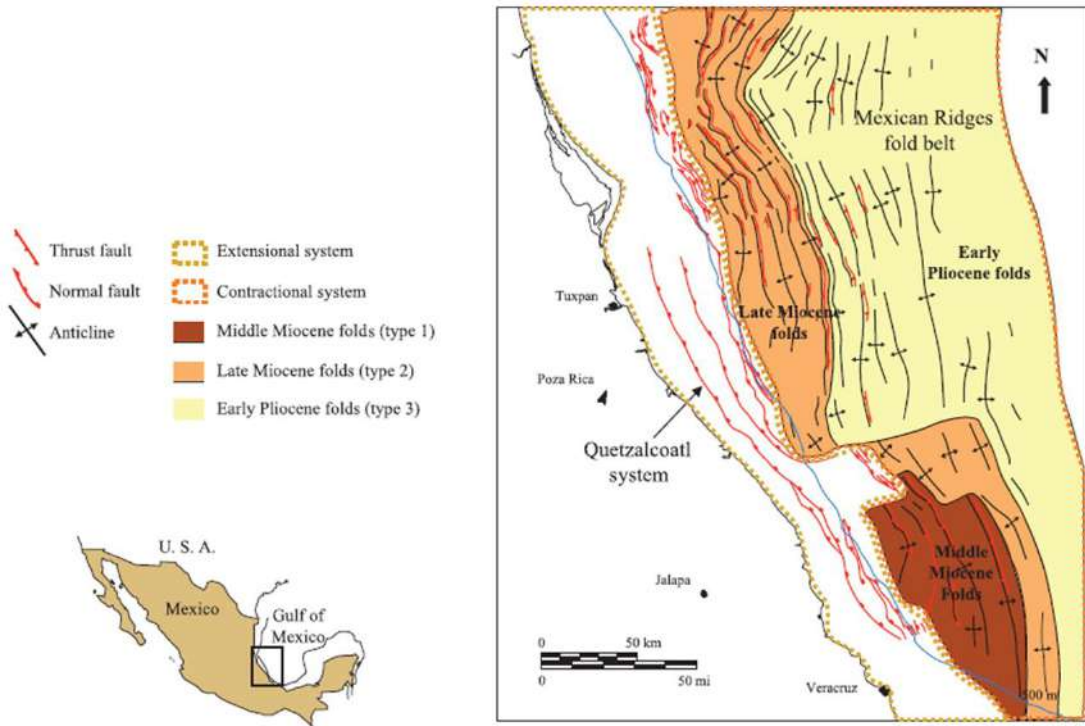 Thrust fault
Normal fault
Anticline
Extensional system
Contractional system
Middle Miocene folds (type 1)
Late Miocene folds (type 2)
Early Pliocene folds (type 3)
U. S. A.
Mexico
Gulf of
Mexico
N
Mexican Ridges
fold belt
Early
Pliocene folds
Late Miocene
folds
Tuxpan
Poza Rica
Quetzalcoatl
system
Middle
Miocene
Folds
Jalapa
0 50 km
0 50 mi
Veracruz
500 m